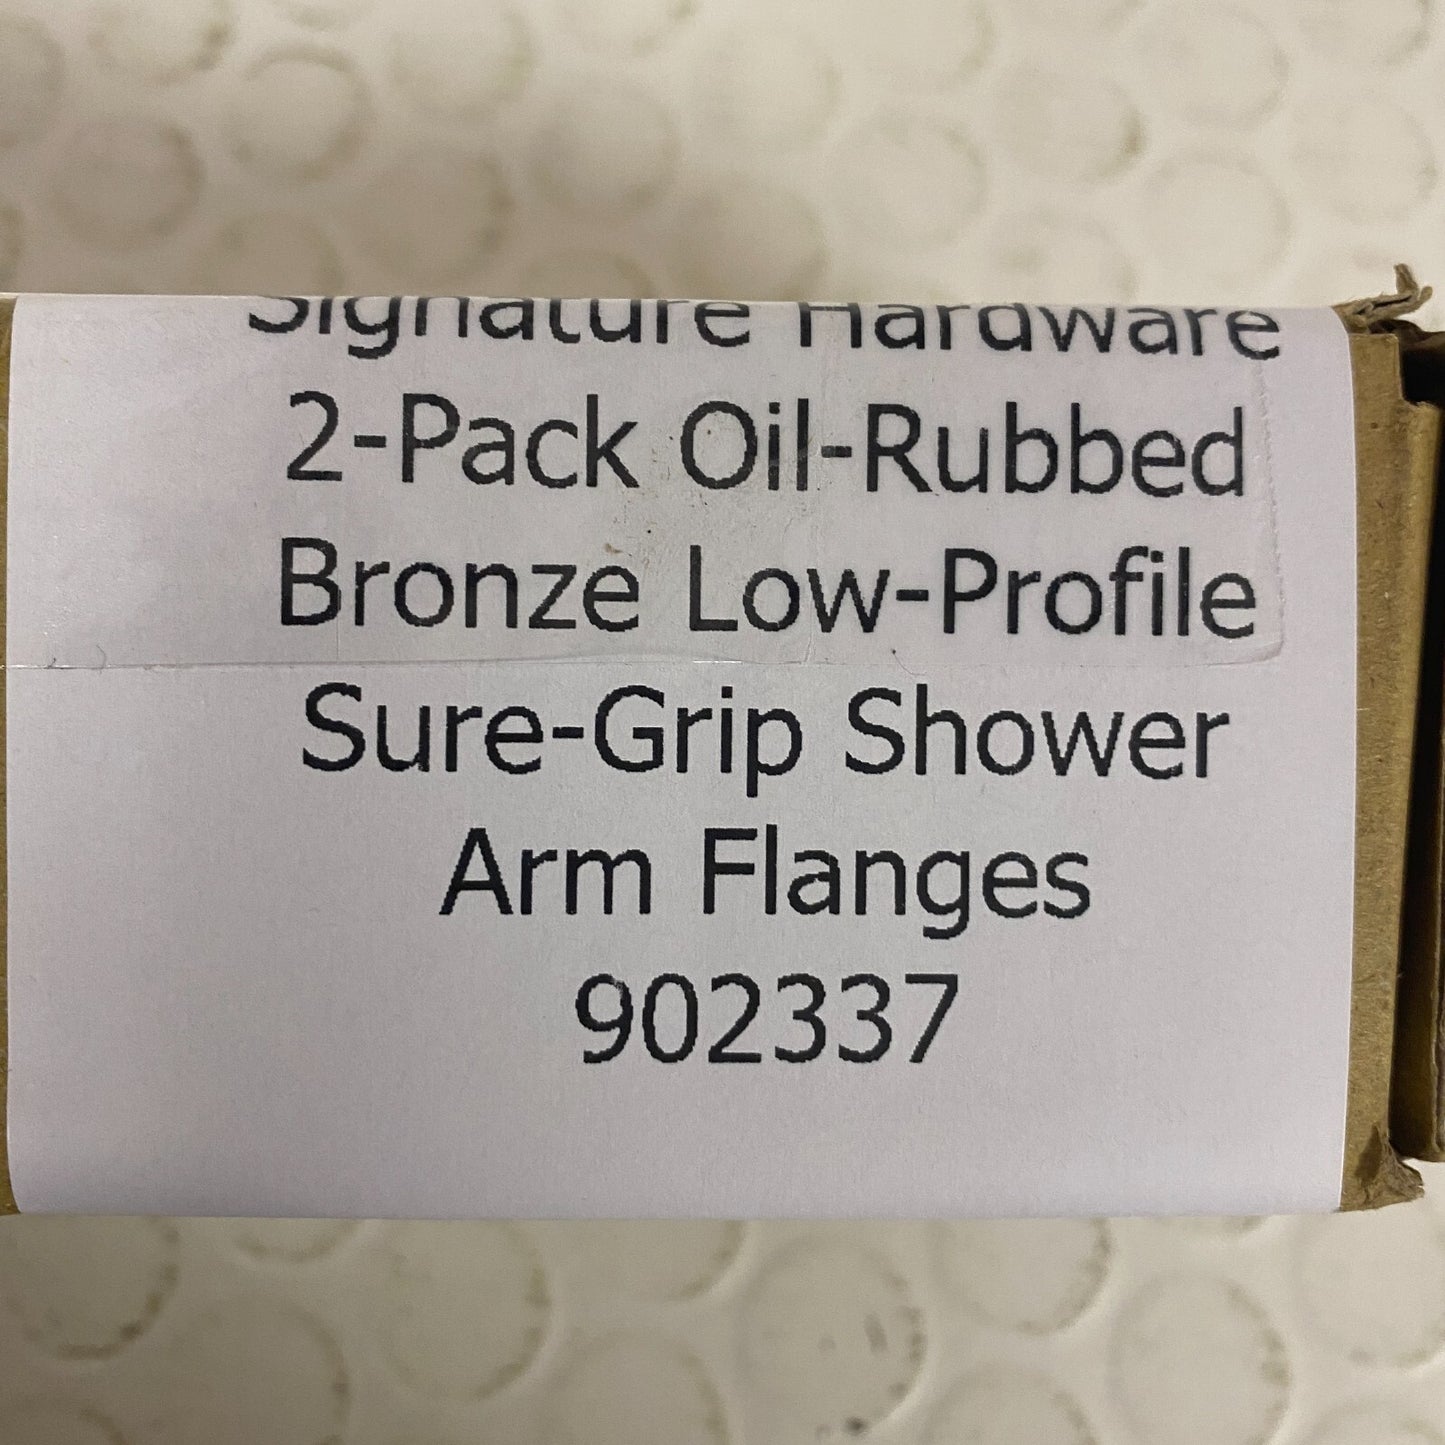 Signature Hardware
2-Pack Oil-Rubbed
Bronze Low-Profile
Sure-Grip Shower
Arm Flanges
902337